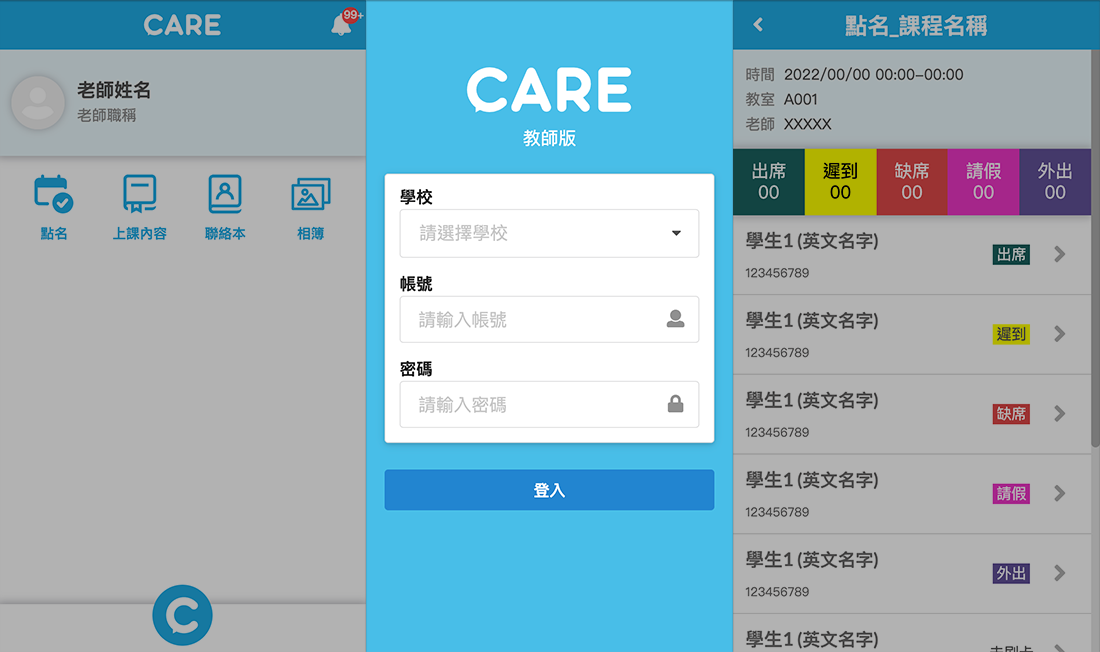 CARE
99+
老師姓名
老師職稱
點名
上課內容
聯絡本
相簿
CARE
教師版
學校
請選擇學校
帳號
請輸入帳號
密碼
請輸入密碼
登入
點名_課程名稱
時間 2022/00/00 00:00–00:00
教室 A001
老師 XXXXX
出席 遲到 缺席 請假 外出
00 00 00 00 00
學生1 (英文名字)
出席
123456789
學生1 (英文名字)
遲到
123456789
學生1 (英文名字)
缺席
123456789
學生1 (英文名字)
請假
123456789
學生1 (英文名字)
外出
123456789
學生1 (英文名字)